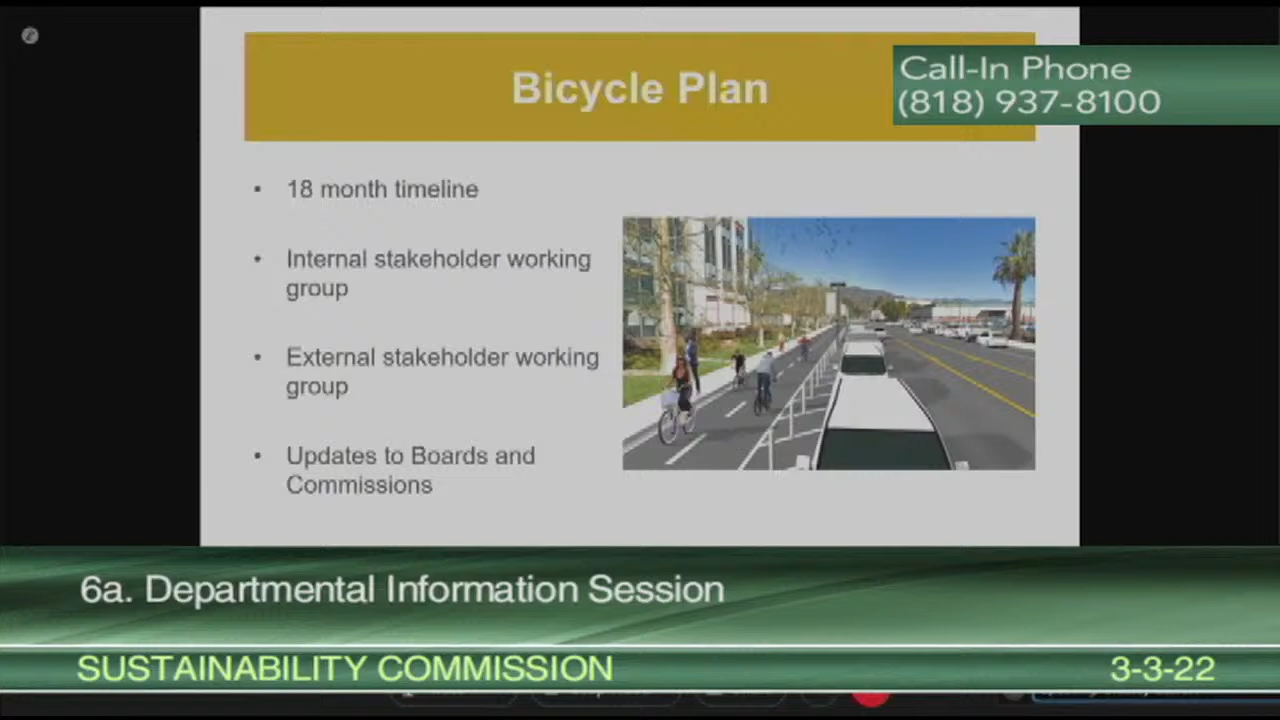 Bicycle Plan
Call-In Phone
(818) 937-8100
• 18 month timeline
• Internal stakeholder working
group
• External stakeholder working
group
• Updates to Boards and
Commissions
6a. Departmental Information Session
SUSTAINABILITY COMMISSION
3-3-22